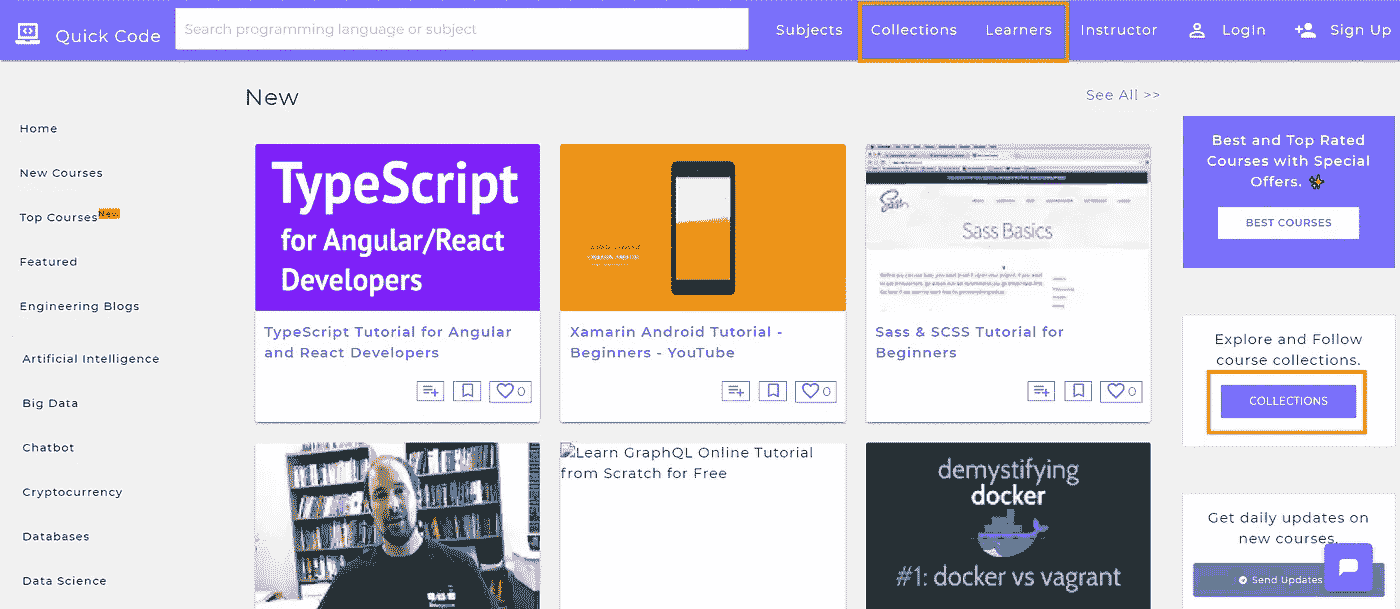 Quick Code
Search programming language or subject
Subjects
Collections
Learners
Instructor
LogIn
Sign Up
New
See All >>
Home
New Courses
Top Courses New
Featured
Engineering Blogs
Artificial Intelligence
Big Data
Chatbot
Cryptocurrency
Databases
Data Science
TypeScript
for Angular/React
Developers
TypeScript Tutorial for Angular
and React Developers
0
Xamarin Android Tutorial -
Beginners - YouTube
0
Sass Basics
Sass & SCSS Tutorial for
Beginners
0
Learn GraphQL Online Tutorial
from Scratch for Free
demystifying
docker
#1: docker vs vagrant
Best and Top Rated
Courses with Special
Offers. ✨
BEST COURSES
Explore and Follow
course collections.
COLLECTIONS
Get daily updates on
new courses.
Send Updates